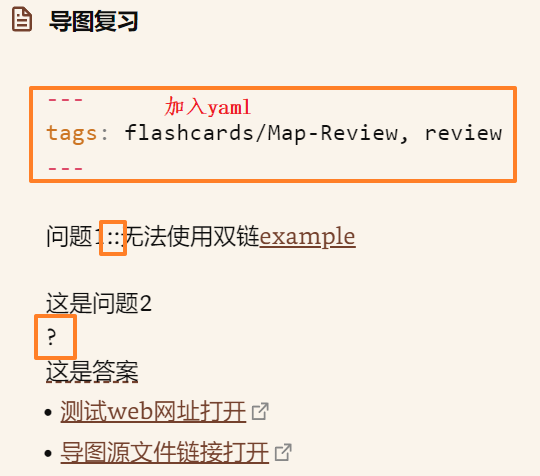 导图复习
---
加入yaml
tags: flashcards/Map-Review, review
---
问题1::无法使用双链example
这是问题2
?
这是答案
• 测试web网址打开
• 导图源文件链接打开